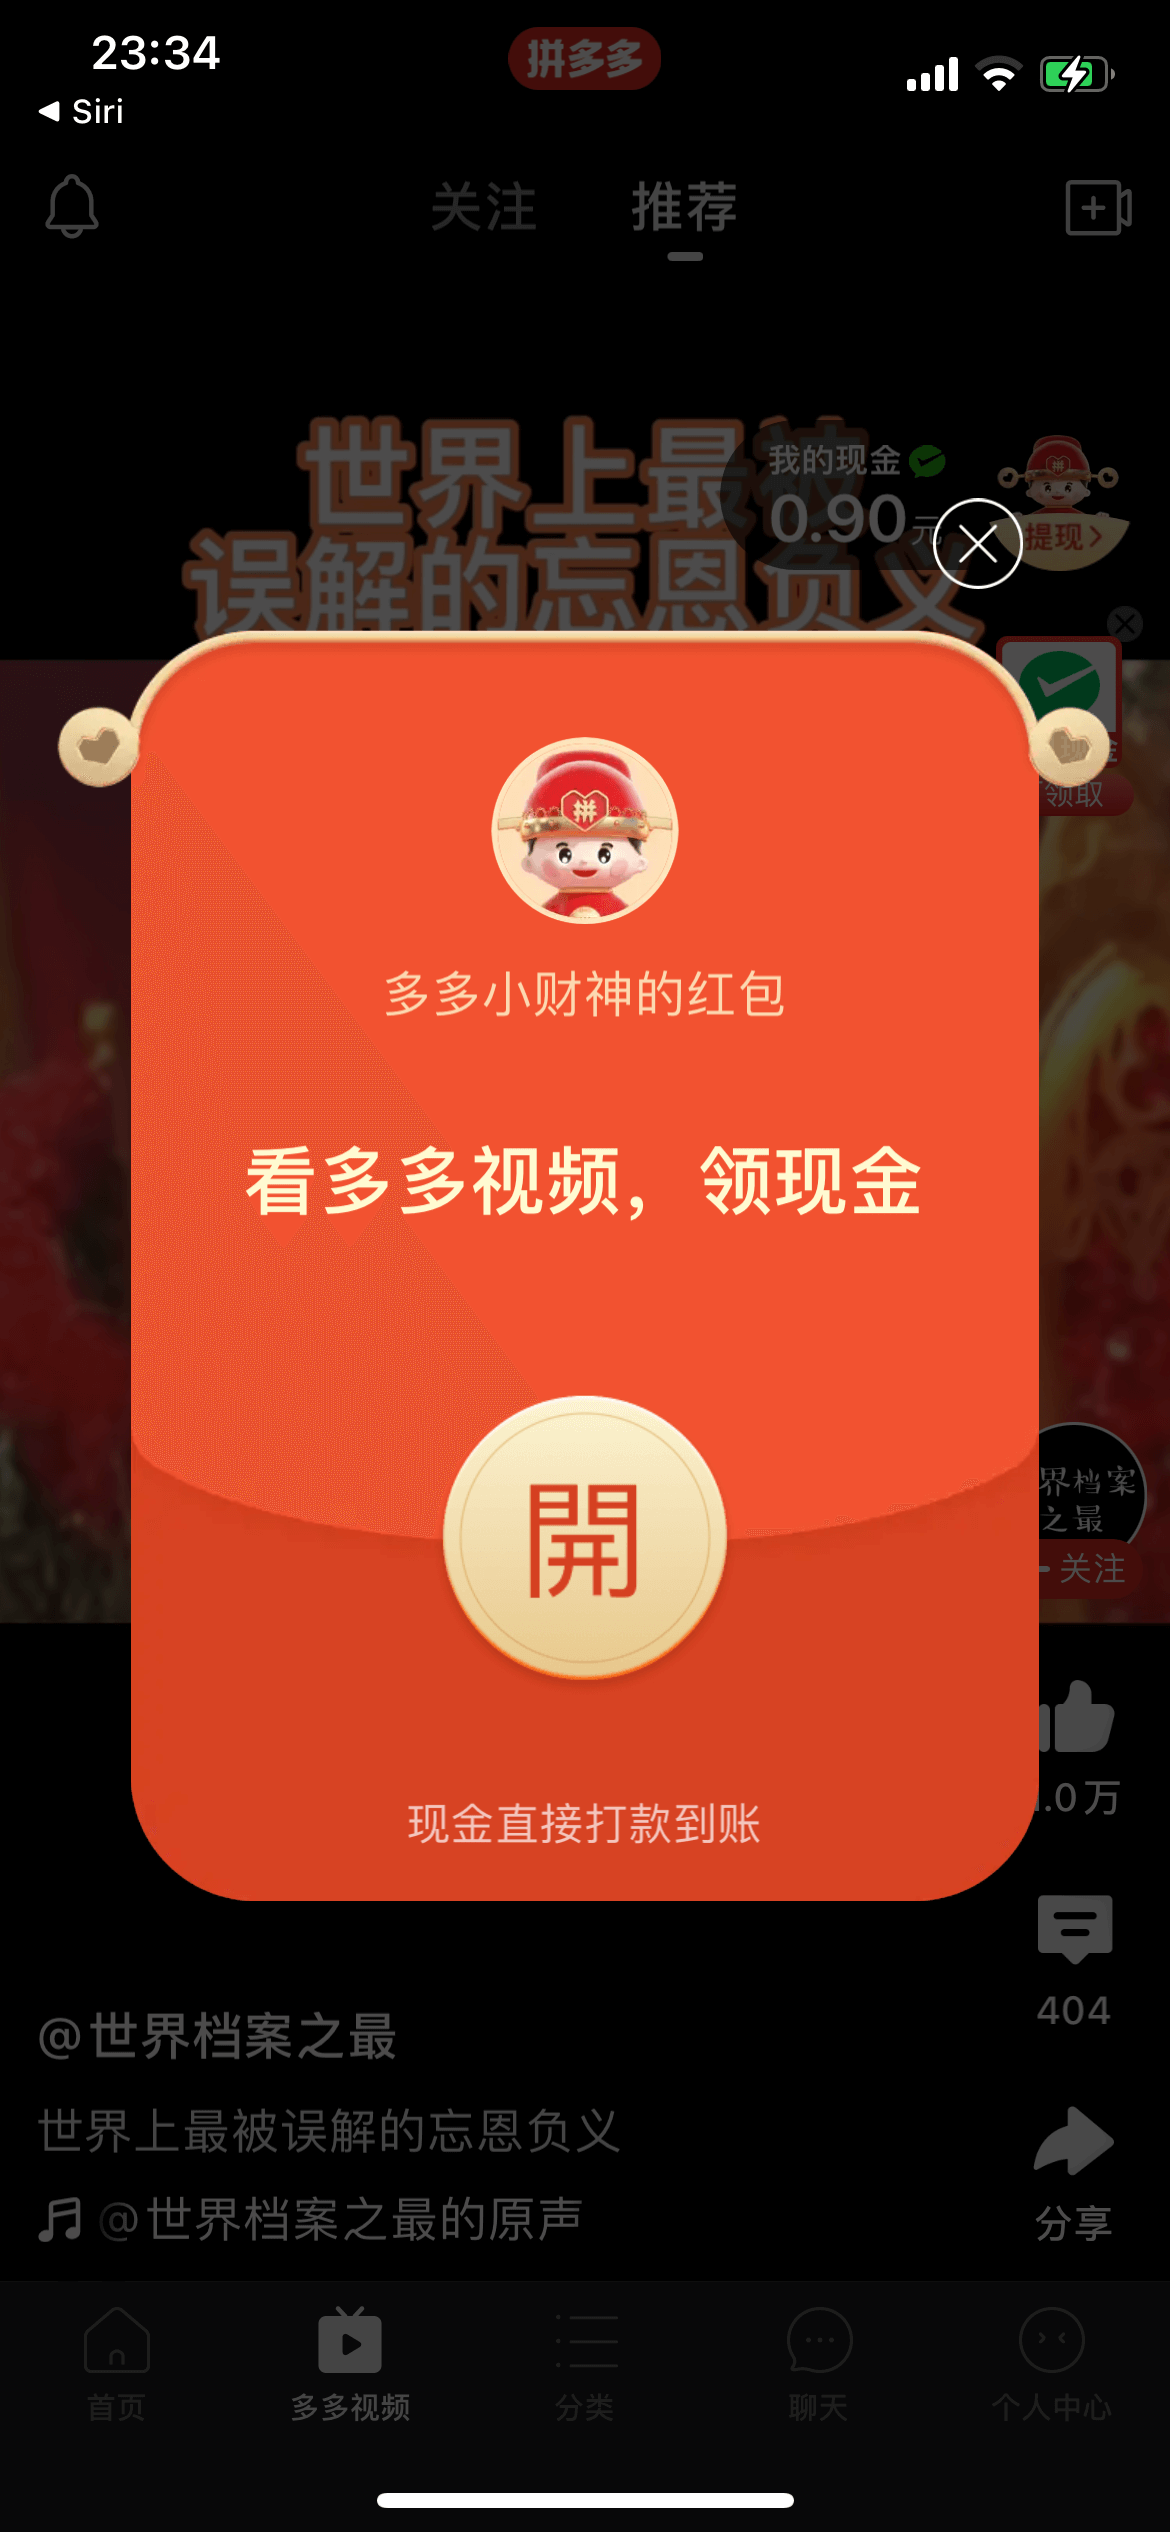 23:34
拼多多
Siri
关注
推荐
世界上最被
误解的忘恩负义
我的现金
0.90元
提现
领取
拼
多多小财神的红包
看多多视频，领现金
開
现金直接打款到账
界档案
之最
关注
.0万
404
@世界档案之最
世界上最被误解的忘恩负义
@世界档案之最的原声
分享
首页
多多视频
分类
聊天
个人中心